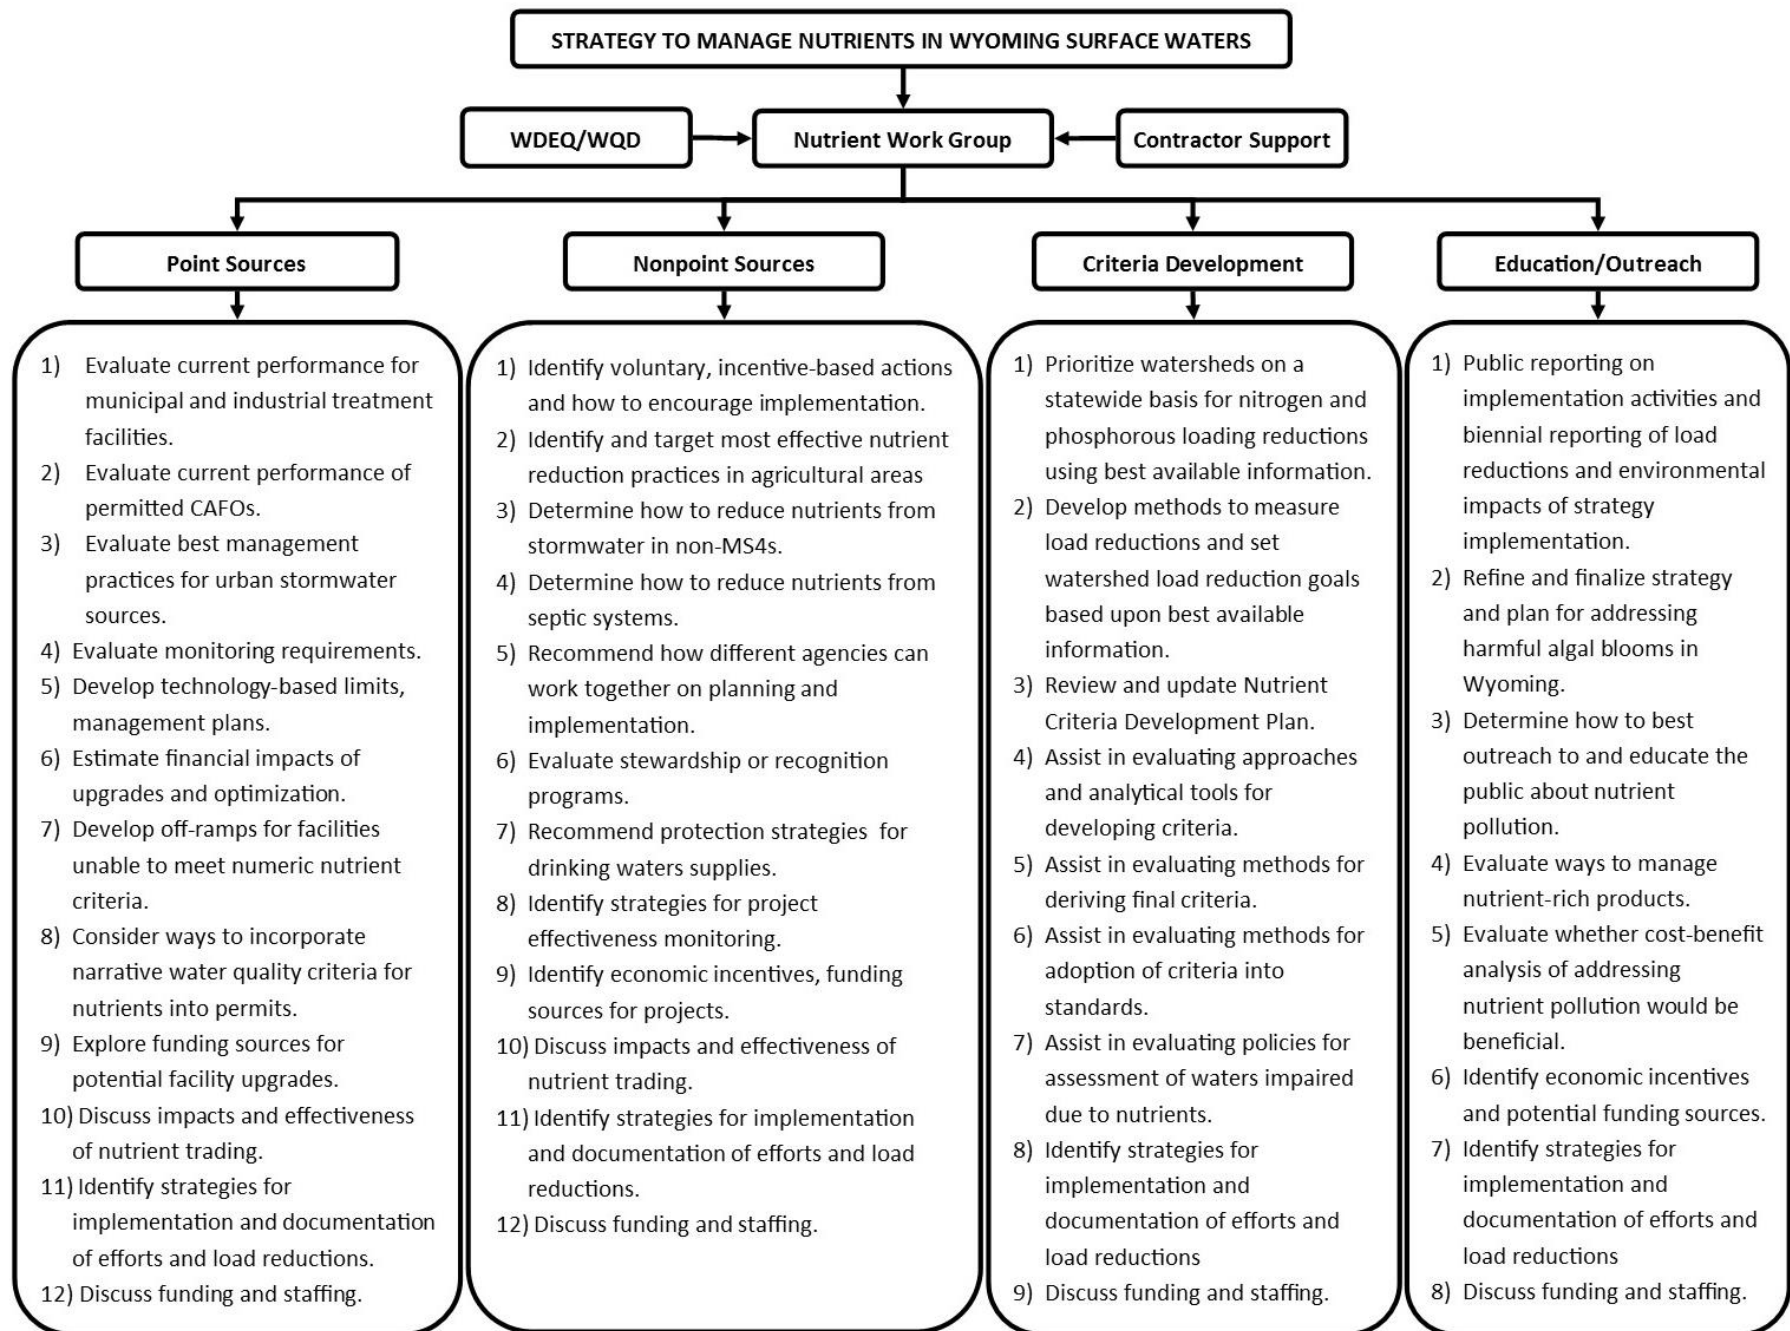 STRATEGY TO MANAGE NUTRIENTS IN WYOMING SURFACE WATERS
WDEQ/WQD
Nutrient Work Group
Contractor Support
Point Sources
Nonpoint Sources
Criteria Development
Education/Outreach
1) Evaluate current performance for
municipal and industrial treatment
facilities.
2) Evaluate current performance of
permitted CAFOs.
3) Evaluate best management
practices for urban stormwater
sources.
4) Evaluate monitoring requirements.
5) Develop technology-based limits,
management plans.
6) Estimate financial impacts of
upgrades and optimization.
7) Develop off-ramps for facilities
unable to meet numeric nutrient
criteria.
8) Consider ways to incorporate
narrative water quality criteria for
nutrients into permits.
9) Explore funding sources for
potential facility upgrades.
10) Discuss impacts and effectiveness
of nutrient trading.
11) Identify strategies for
implementation and documentation
of efforts and load reductions.
12) Discuss funding and staffing.
1) Identify voluntary, incentive-based actions
and how to encourage implementation.
2) Identify and target most effective nutrient
reduction practices in agricultural areas
3) Determine how to reduce nutrients from
stormwater in non-MS4s.
4) Determine how to reduce nutrients from
septic systems.
5) Recommend how different agencies can
work together on planning and
implementation.
6) Evaluate stewardship or recognition
programs.
7) Recommend protection strategies for
drinking waters supplies.
8) Identify strategies for project
effectiveness monitoring.
9) Identify economic incentives, funding
sources for projects.
10) Discuss impacts and effectiveness of
nutrient trading.
11) Identify strategies for implementation
and documentation of efforts and load
reductions.
12) Discuss funding and staffing.
1) Prioritize watersheds on a
statewide basis for nitrogen and
phosphorous loading reductions
using best available information.
2) Develop methods to measure
load reductions and set
watershed load reduction goals
based upon best available
information.
3) Review and update Nutrient
Criteria Development Plan.
4) Assist in evaluating approaches
and analytical tools for
developing criteria.
5) Assist in evaluating methods for
deriving final criteria.
6) Assist in evaluating methods for
adoption of criteria into
standards.
7) Assist in evaluating policies for
assessment of waters impaired
due to nutrients.
8) Identify strategies for
implementation and
documentation of efforts and
load reductions
9) Discuss funding and staffing.
1) Public reporting on
implementation activities and
biennial reporting of load
reductions and environmental
impacts of strategy
implementation.
2) Refine and finalize strategy
and plan for addressing
harmful algal blooms in
Wyoming.
3) Determine how to best
outreach to and educate the
public about nutrient
pollution.
4) Evaluate ways to manage
nutrient-rich products.
5) Evaluate whether cost-benefit
analysis of addressing
nutrient pollution would be
beneficial.
6) Identify economic incentives
and potential funding sources.
7) Identify strategies for
implementation and
documentation of efforts and
load reductions
8) Discuss funding and staffing.